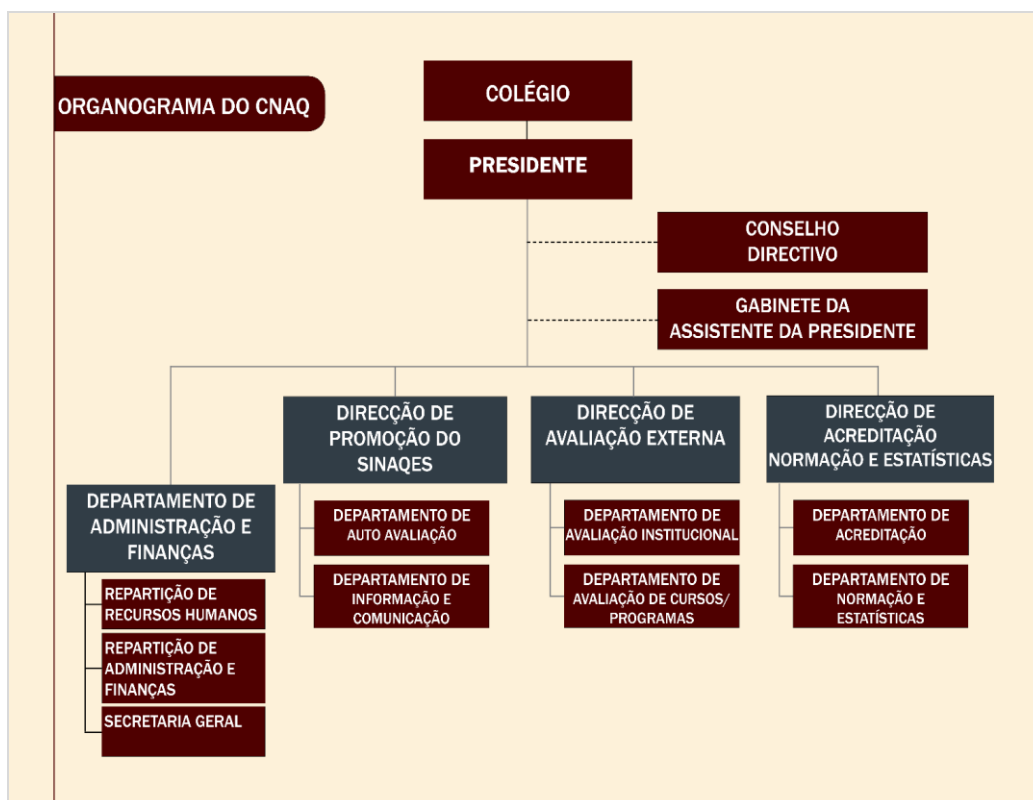 ORGANOGRAMA DO CNAQ
COLÉGIO
PRESIDENTE
CONSELHO
DIRECTIVO
GABINETE DA
ASSISTENTE DA PRESIDENTE
DEPARTAMENTO DE
ADMINISTRAÇÃO E
FINANÇAS
REPARTIÇÃO DE
RECURSOS HUMANOS
REPARTIÇÃO DE
ADMINISTRAÇÃO E
FINANÇAS
SECRETARIA GERAL
DIRECÇÃO DE
PROMOÇÃO DO
SINAQES
DEPARTAMENTO DE
AUTO AVALIAÇÃO
DEPARTAMENTO DE
INFORMAÇÃO E
COMUNICAÇÃO
DIRECÇÃO DE
AVALIAÇÃO EXTERNA
DEPARTAMENTO DE
AVALIAÇÃO INSTITUCIONAL
DEPARTAMENTO DE
AVALIAÇÃO DE CURSOS/
PROGRAMAS
DIRECÇÃO DE
ACREDITAÇÃO
NORMAÇÃO E ESTATÍSTICAS
DEPARTAMENTO DE
ACREDITAÇÃO
DEPARTAMENTO DE
NORMAÇÃO E
ESTATÍSTICAS